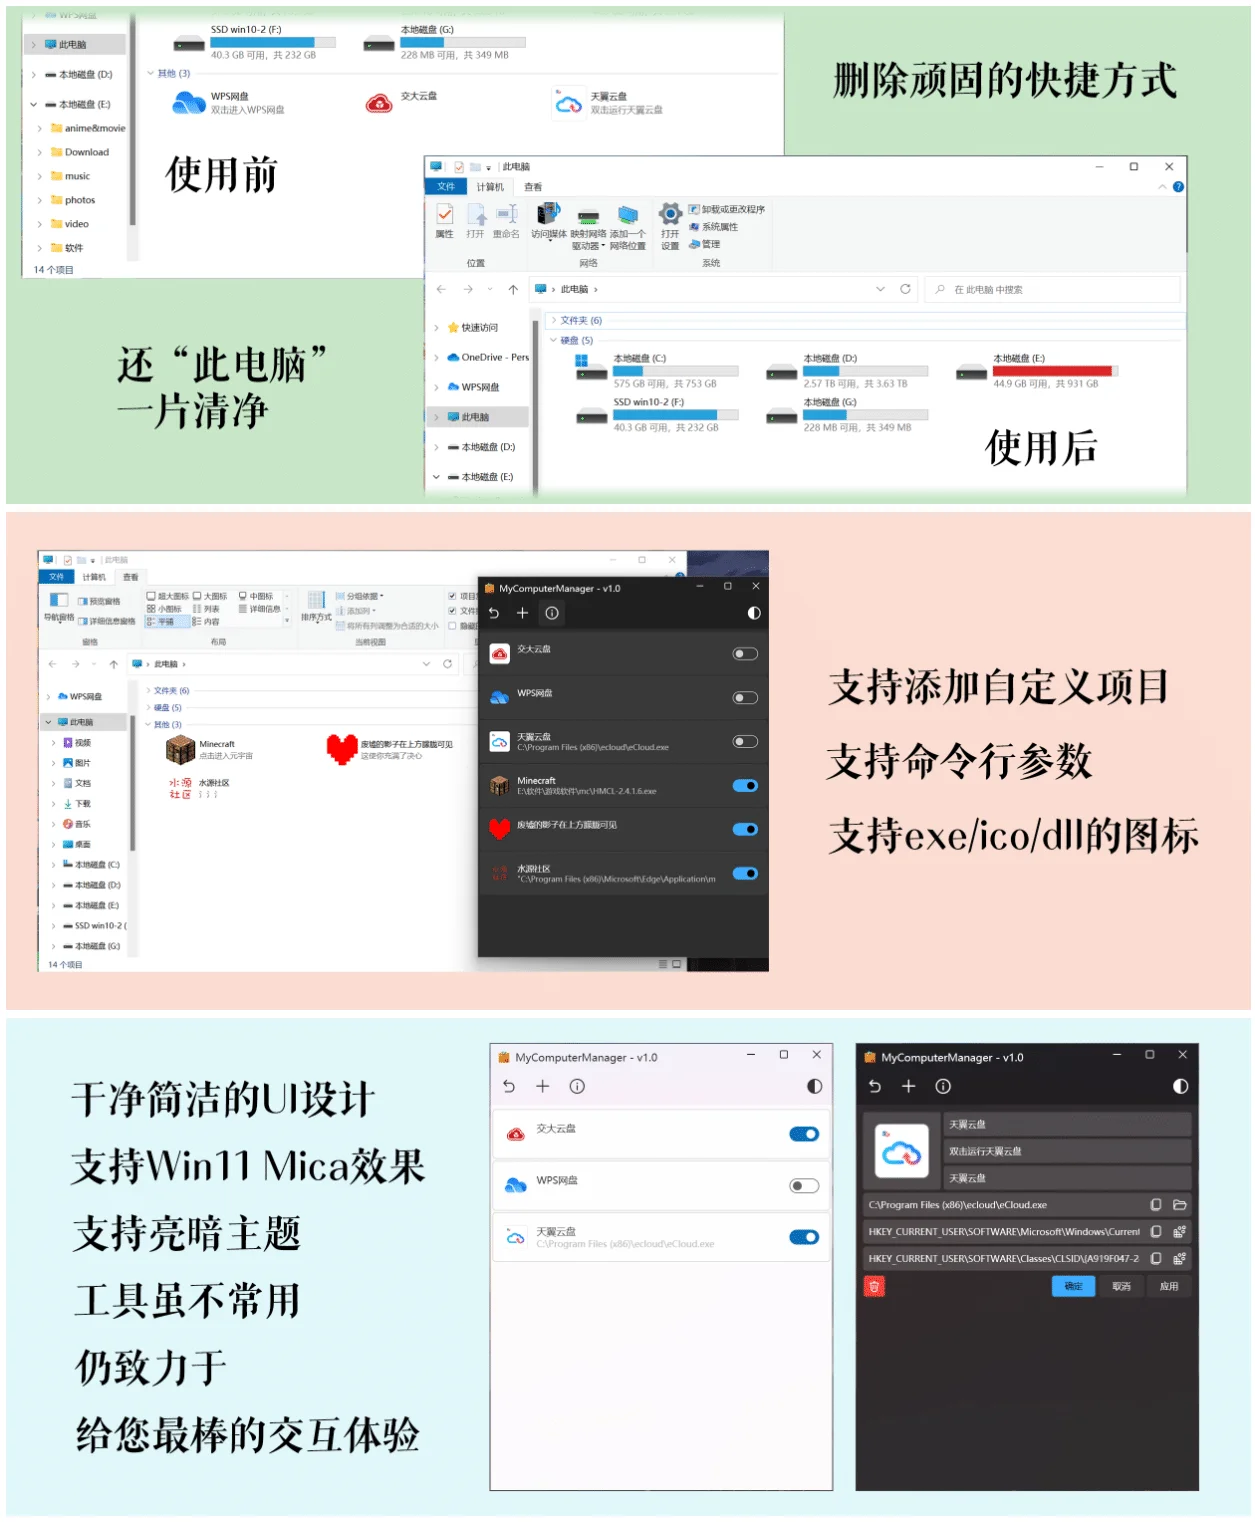 WPS网盘
此电脑
本地磁盘 (D:)
本地磁盘 (E:)
anime&movie
Download
music
photos
video
软件
14 个项目
SSD win10-2 (F:)
40.3 GB 可用，共 232 GB
本地磁盘 (G:)
228 MB 可用，共 349 MB
其他 (3)
WPS网盘
双击进入WPS网盘
交大云盘
天翼云盘
双击运行天翼云盘
使用前
删除顽固的快捷方式
还“此电脑”
一片清净
此电脑
文件 计算机 查看
属性 打开 重命名
访问媒体 映射网络驱动器 添加一个网络位置
打开设置
卸载或更改程序
系统属性
管理
位置 网络 系统
此电脑
在 此电脑 中搜索
快速访问
OneDrive - Pers
WPS网盘
此电脑
本地磁盘 (D:)
本地磁盘 (E:)
文件夹 (6)
硬盘 (5)
本地磁盘 (C:)
575 GB 可用，共 753 GB
本地磁盘 (D:)
2.57 TB 可用，共 3.63 TB
本地磁盘 (E:)
44.9 GB 可用，共 931 GB
SSD win10-2 (F:)
40.3 GB 可用，共 232 GB
本地磁盘 (G:)
228 MB 可用，共 349 MB
使用后
此电脑
文件 计算机 查看
导航窗格
预览窗格
详细信息窗格
超大图标 大图标 中图标
小图标 列表 详细信息
平铺 内容
排序方式
分组依据
添加列
将所有列调整为合适的大小
窗格 布局 当前视图
此电脑
WPS网盘
此电脑
视频
图片
文档
下载
音乐
桌面
本地磁盘 (C:)
本地磁盘 (D:)
本地磁盘 (E:)
SSD win10-2 (
本地磁盘 (G:)
14 个项目
文件夹 (6)
硬盘 (5)
其他 (3)
Minecraft
点击进入元宇宙
废墟的影子在上方朦胧可见
这使你充满了决心
水源社区
水源社区
MyComputerManager - v1.0
交大云盘
WPS网盘
天翼云盘
C:\Program Files (x86)\ecloud\eCloud.exe
Minecraft
E:\软件\游戏软件\mc\HMCL-2.4.1.6.exe
废墟的影子在上方朦胧可见
水源社区
"C:\Program Files (x86)\Microsoft\Edge\Application\m
支持添加自定义项目
支持命令行参数
支持exe/ico/dll的图标
干净简洁的UI设计
支持Win11 Mica效果
支持亮暗主题
工具虽不常用
仍致力于
给您最棒的交互体验
MyComputerManager - v1.0
交大云盘
WPS网盘
天翼云盘
C:\Program Files (x86)\ecloud\eCloud.exe
MyComputerManager - v1.0
天翼云盘
双击运行天翼云盘
天翼云盘
C:\Program Files (x86)\ecloud\eCloud.exe
HKEY_CURRENT_USER\SOFTWARE\Microsoft\Windows\Current
HKEY_CURRENT_USER\SOFTWARE\Classes\CLSID\{A919F047-2
确定 取消 应用